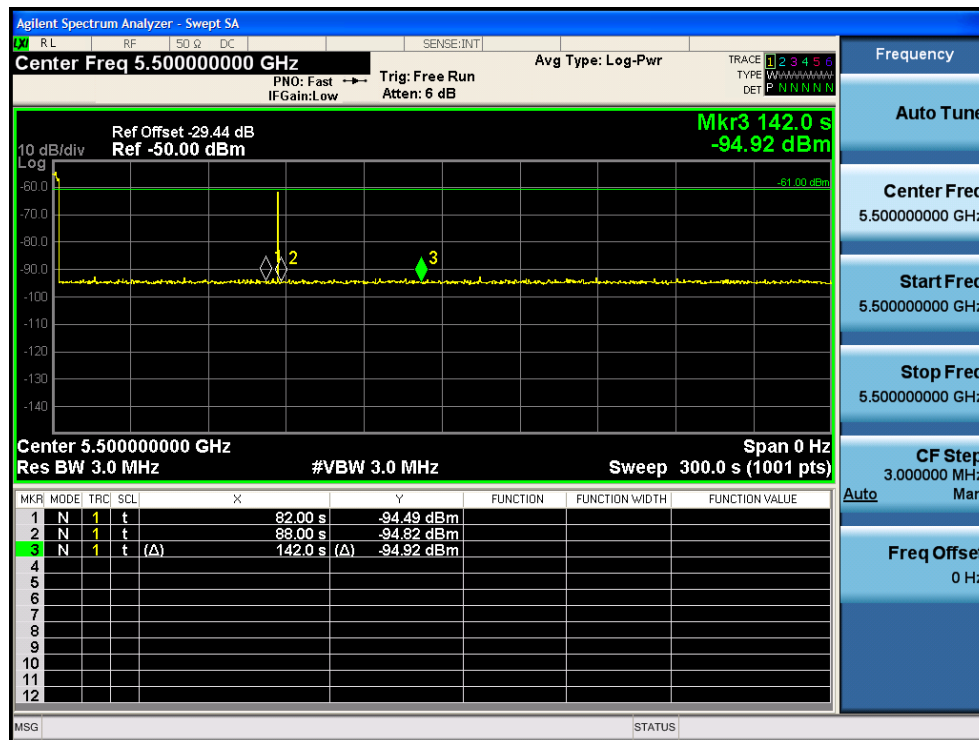 Agilent Spectrum Analyzer - Swept SA
LXI RL RF 50 Ω DC SENSE:INT
Center Freq 5.500000000 GHz
PNO: Fast
IFGain:Low
Trig: Free Run
Atten: 6 dB
Avg Type: Log-Pwr
TRACE 1 2 3 4 5 6
TYPE
DET P N N N N N
Ref Offset -29.44 dB
Ref -50.00 dBm
10 dB/div
Log
Mkr3 142.0 s
-94.92 dBm
-61.00 dBm
-60.0
-70.0
-80.0
-90.0
-100
-110
-120
-130
-140
2
3
Center 5.500000000 GHz
Span 0 Hz
Res BW 3.0 MHz
#VBW 3.0 MHz
Sweep 300.0 s (1001 pts)
MKR MODE TRC SCL X Y FUNCTION FUNCTION WIDTH FUNCTION VALUE
1 N 1 t 82.00 s -94.49 dBm
2 N 1 t 88.00 s -94.82 dBm
3 N 1 t (Δ) 142.0 s (Δ) -94.92 dBm
4
5
6
7
8
9
10
11
12
MSG
STATUS
Frequency
Auto Tune
Center Freq
5.500000000 GHz
Start Freq
5.500000000 GHz
Stop Freq
5.500000000 GHz
CF Step
3.000000 MHz
Auto Man
Freq Offset
0 Hz